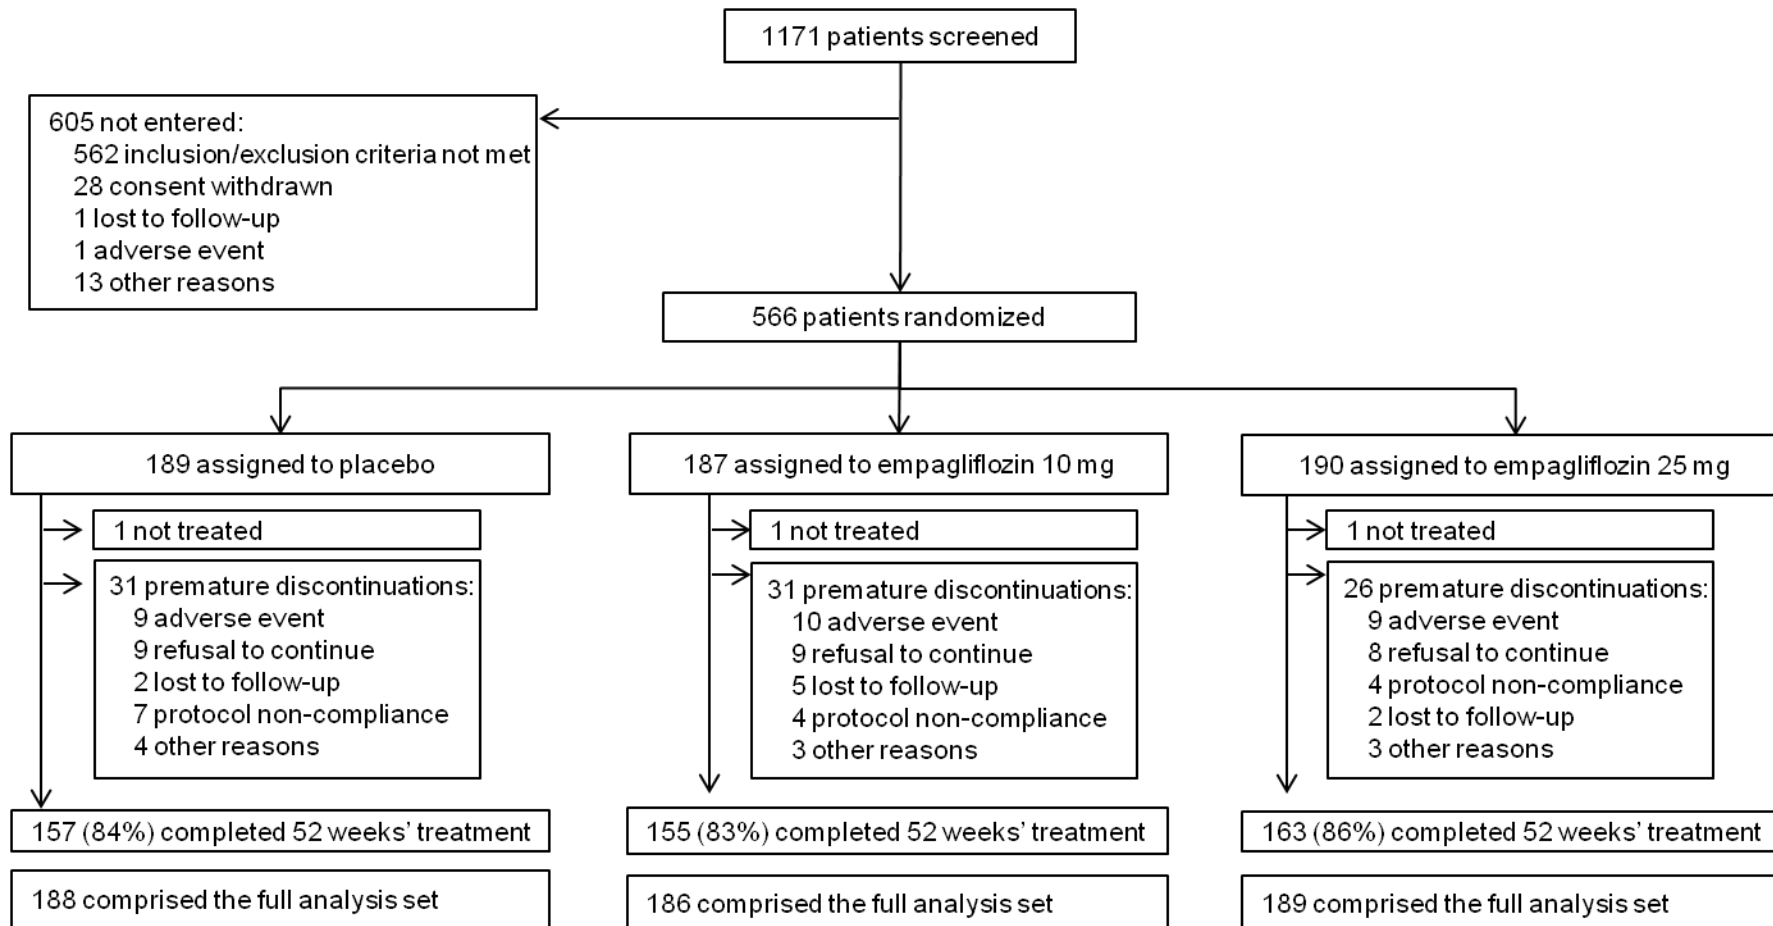 1171 patients screened
605 not entered:
562 inclusion/exclusion criteria not met
28 consent withdrawn
1 lost to follow-up
1 adverse event
13 other reasons
566 patients randomized
189 assigned to placebo
1 not treated
31 premature discontinuations:
9 adverse event
9 refusal to continue
2 lost to follow-up
7 protocol non-compliance
4 other reasons
157 (84%) completed 52 weeks’ treatment
188 comprised the full analysis set
187 assigned to empagliflozin 10 mg
1 not treated
31 premature discontinuations:
10 adverse event
9 refusal to continue
5 lost to follow-up
4 protocol non-compliance
3 other reasons
155 (83%) completed 52 weeks’ treatment
186 comprised the full analysis set
190 assigned to empagliflozin 25 mg
1 not treated
26 premature discontinuations:
9 adverse event
8 refusal to continue
4 protocol non-compliance
2 lost to follow-up
3 other reasons
163 (86%) completed 52 weeks’ treatment
189 comprised the full analysis set